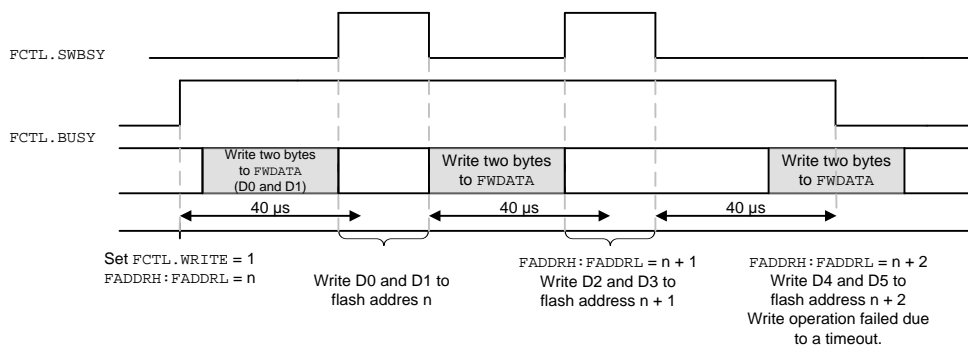 FCTL.SWBSY
FCTL.BUSY
Write two bytes
to FWDATA
(D0 and D1)
Write two bytes
to FWDATA
Write two bytes
to FWDATA
40 µs
40 µs
40 µs
Set FCTL.WRITE = 1
FADDRH:FADDRL = n
Write D0 and D1 to
flash addres n
FADDRH:FADDRL = n + 1
Write D2 and D3 to
flash address n + 1
FADDRH:FADDRL = n + 2
Write D4 and D5 to
flash address n + 2
Write operation failed due
to a timeout.